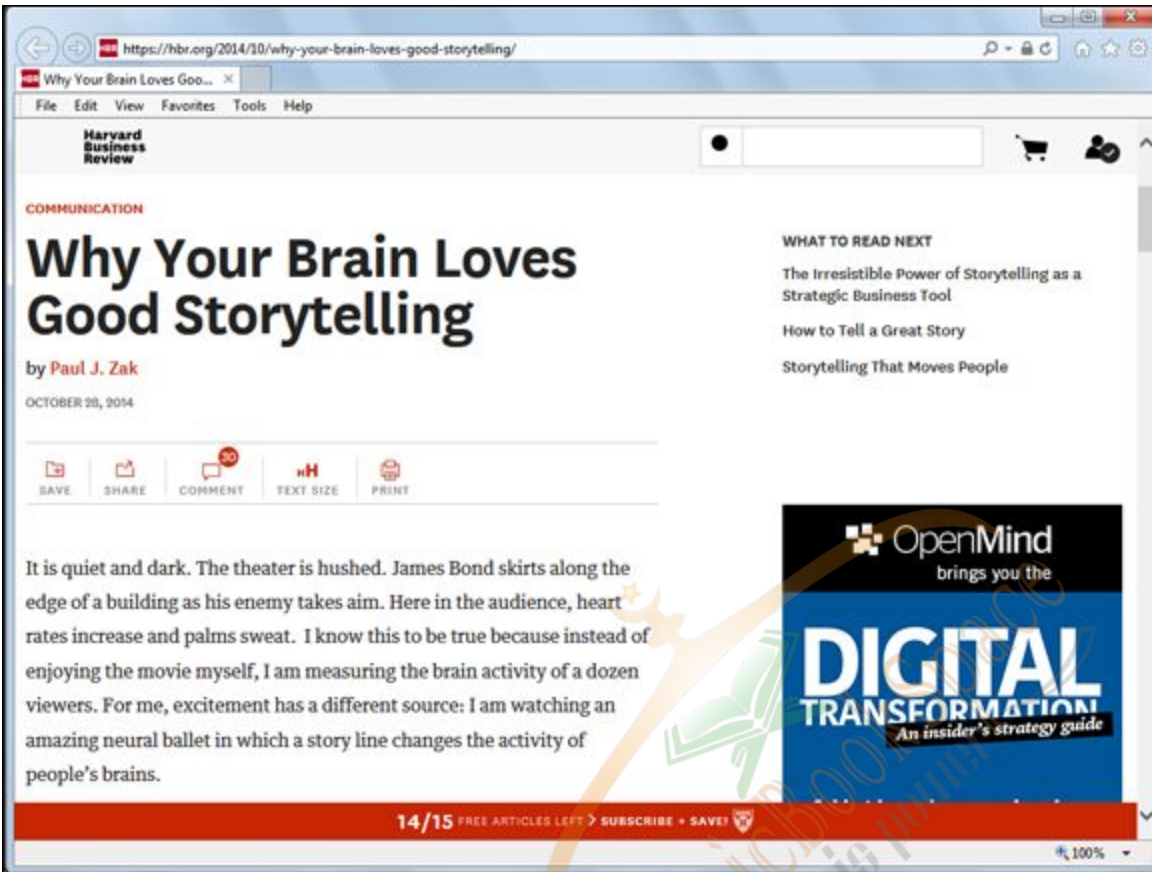 https://hbr.org/2014/10/why-your-brain-loves-good-storytelling/
Why Your Brain Loves Goo...
File Edit View Favorites Tools Help
Harvard
Business
Review
COMMUNICATION
Why Your Brain Loves
Good Storytelling
by Paul J. Zak
OCTOBER 28, 2014
30
SAVE SHARE COMMENT TEXT SIZE PRINT
It is quiet and dark. The theater is hushed. James Bond skirts along the
edge of a building as his enemy takes aim. Here in the audience, heart
rates increase and palms sweat. I know this to be true because instead of
enjoying the movie myself, I am measuring the brain activity of a dozen
viewers. For me, excitement has a different source: I am watching an
amazing neural ballet in which a story line changes the activity of
people's brains.
WHAT TO READ NEXT
The Irresistible Power of Storytelling as a
Strategic Business Tool
How to Tell a Great Story
Storytelling That Moves People
OpenMind
brings you the
DIGITAL
TRANSFORMATION
An insider's strategy guide
14/15 FREE ARTICLES LEFT > SUBSCRIBE + SAVE!
100%